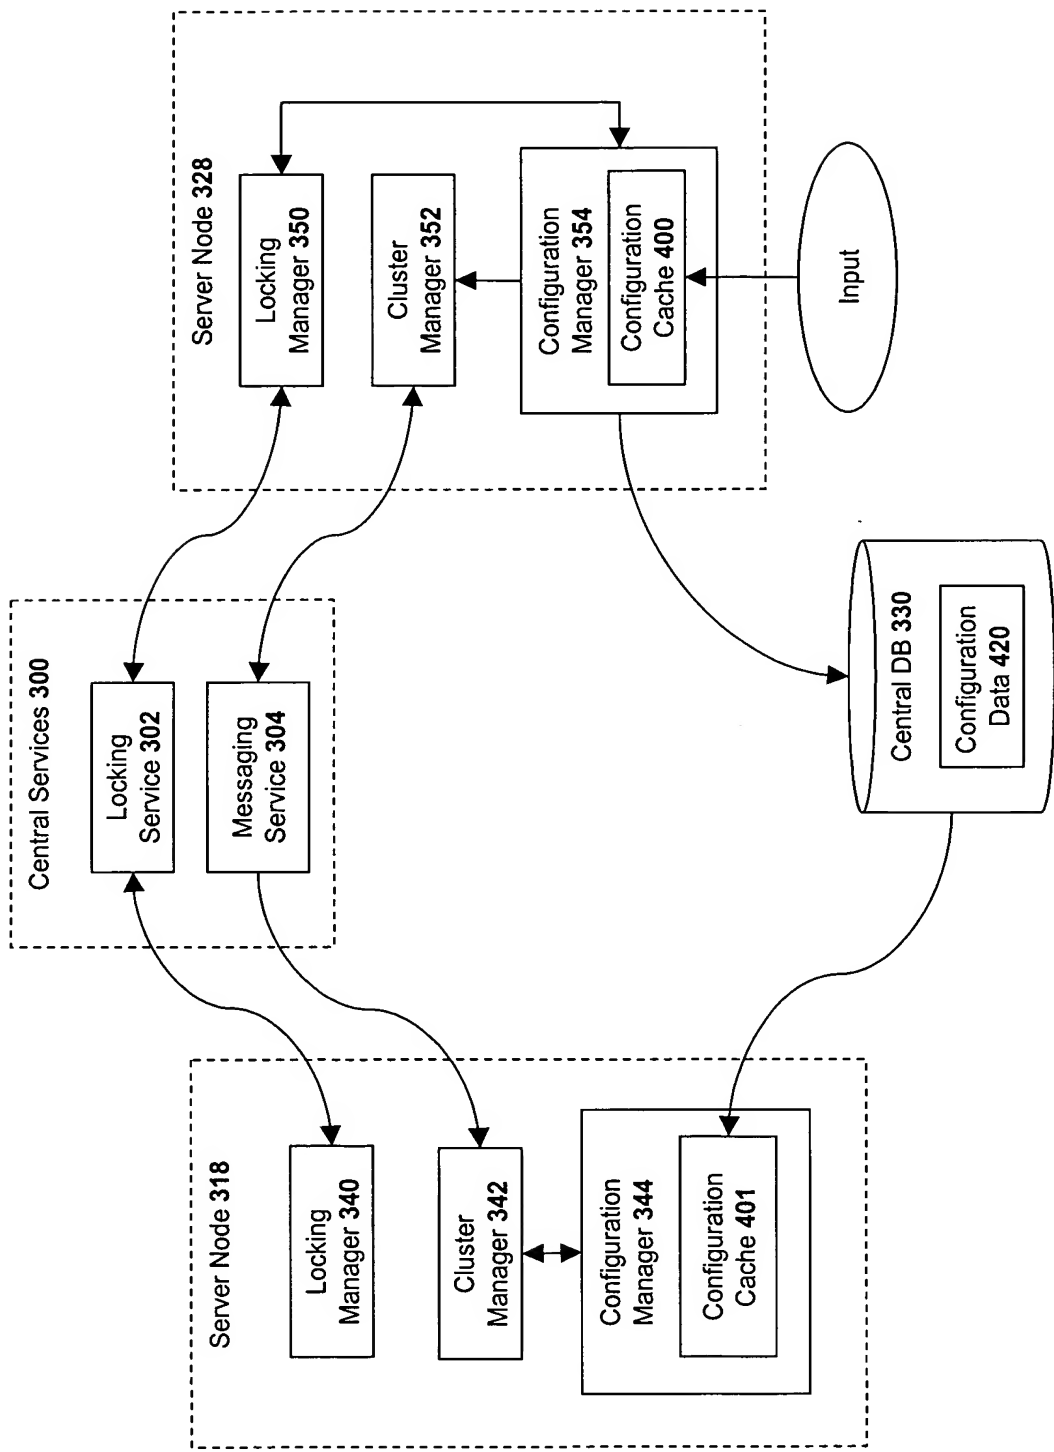 Central Services 300
Locking
Service 302
Messaging
Service 304
Server Node 318
Locking
Manager 340
Cluster
Manager 342
Configuration
Manager 344
Configuration
Cache 401
Server Node 328
Locking
Manager 350
Cluster
Manager 352
Configuration
Manager 354
Configuration
Cache 400
Central DB 330
Configuration
Data 420
Input